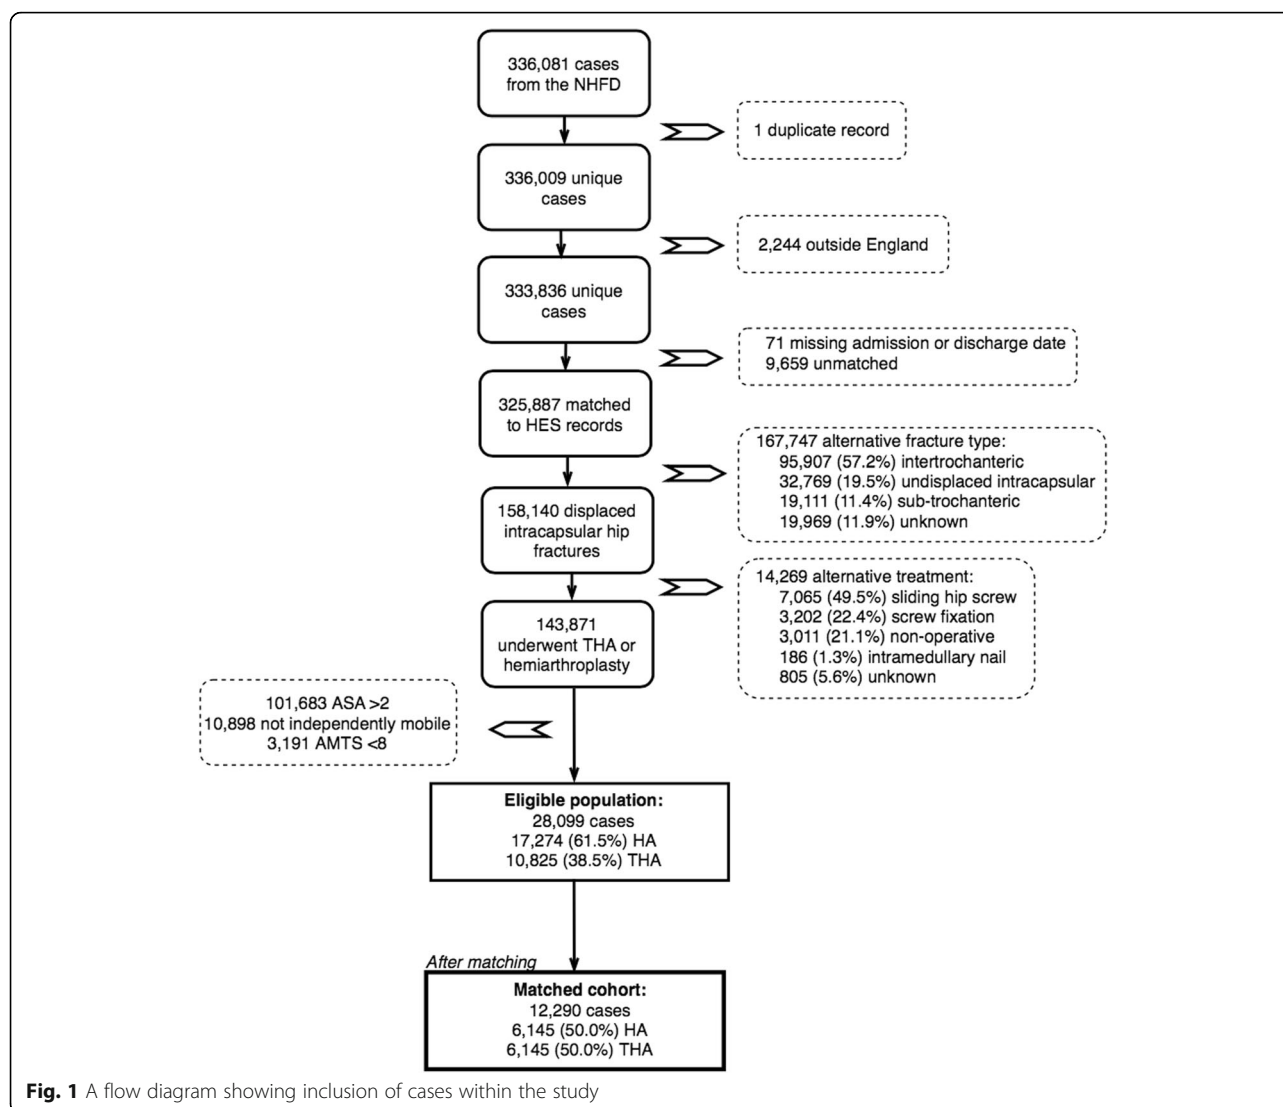 336,081 cases
from the NHFD
1 duplicate record
336,009 unique
cases
2,244 outside England
333,836 unique
cases
71 missing admission or discharge date
9,659 unmatched
325,887 matched
to HES records
167,747 alternative fracture type:
95,907 (57.2%) intertrochanteric
32,769 (19.5%) undisplaced intracapsular
19,111 (11.4%) sub-trochanteric
19,969 (11.9%) unknown
158,140 displaced
intracapsular hip
fractures
14,269 alternative treatment:
7,065 (49.5%) sliding hip screw
3,202 (22.4%) screw fixation
3,011 (21.1%) non-operative
186 (1.3%) intramedullary nail
805 (5.6%) unknown
143,871
underwent THA or
hemiarthroplasty
101,683 ASA >2
10,898 not independently mobile
3,191 AMTS <8
Eligible population:
28,099 cases
17,274 (61.5%) HA
10,825 (38.5%) THA
After matching
Matched cohort:
12,290 cases
6,145 (50.0%) HA
6,145 (50.0%) THA
Fig. 1 A flow diagram showing inclusion of cases within the study